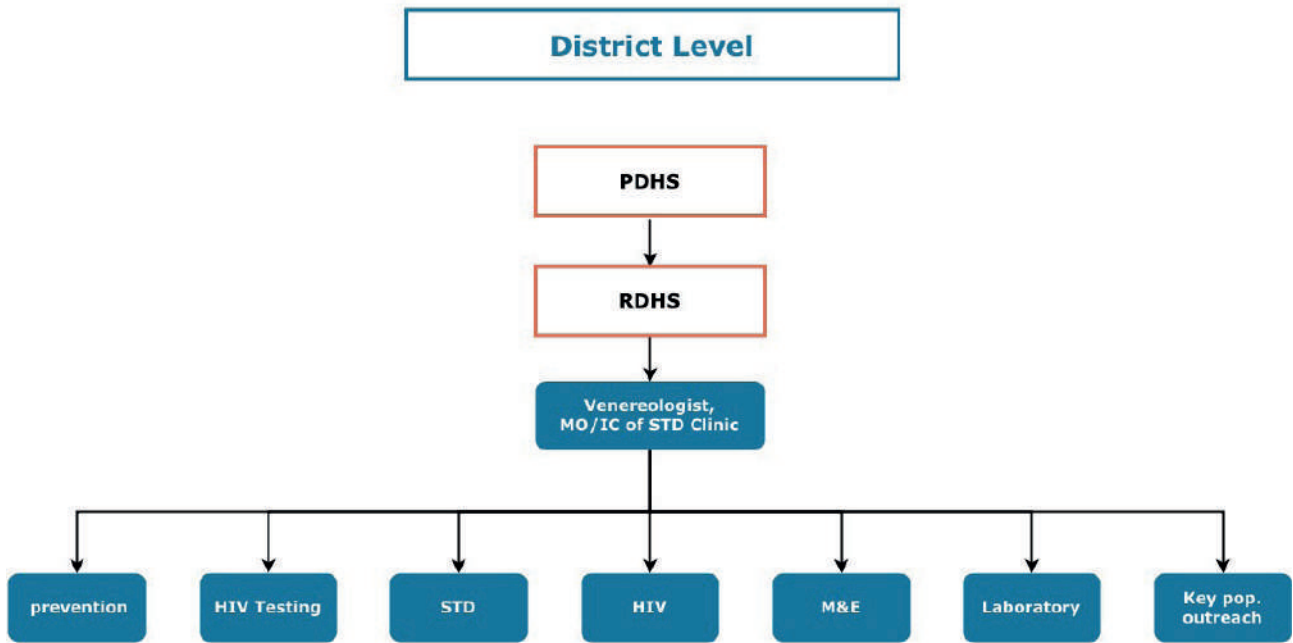 District Level
PDHS
RDHS
Venereologist,
MO/IC of STD Clinic
prevention
HIV Testing
STD
HIV
M&E
Laboratory
Key pop.
outreach